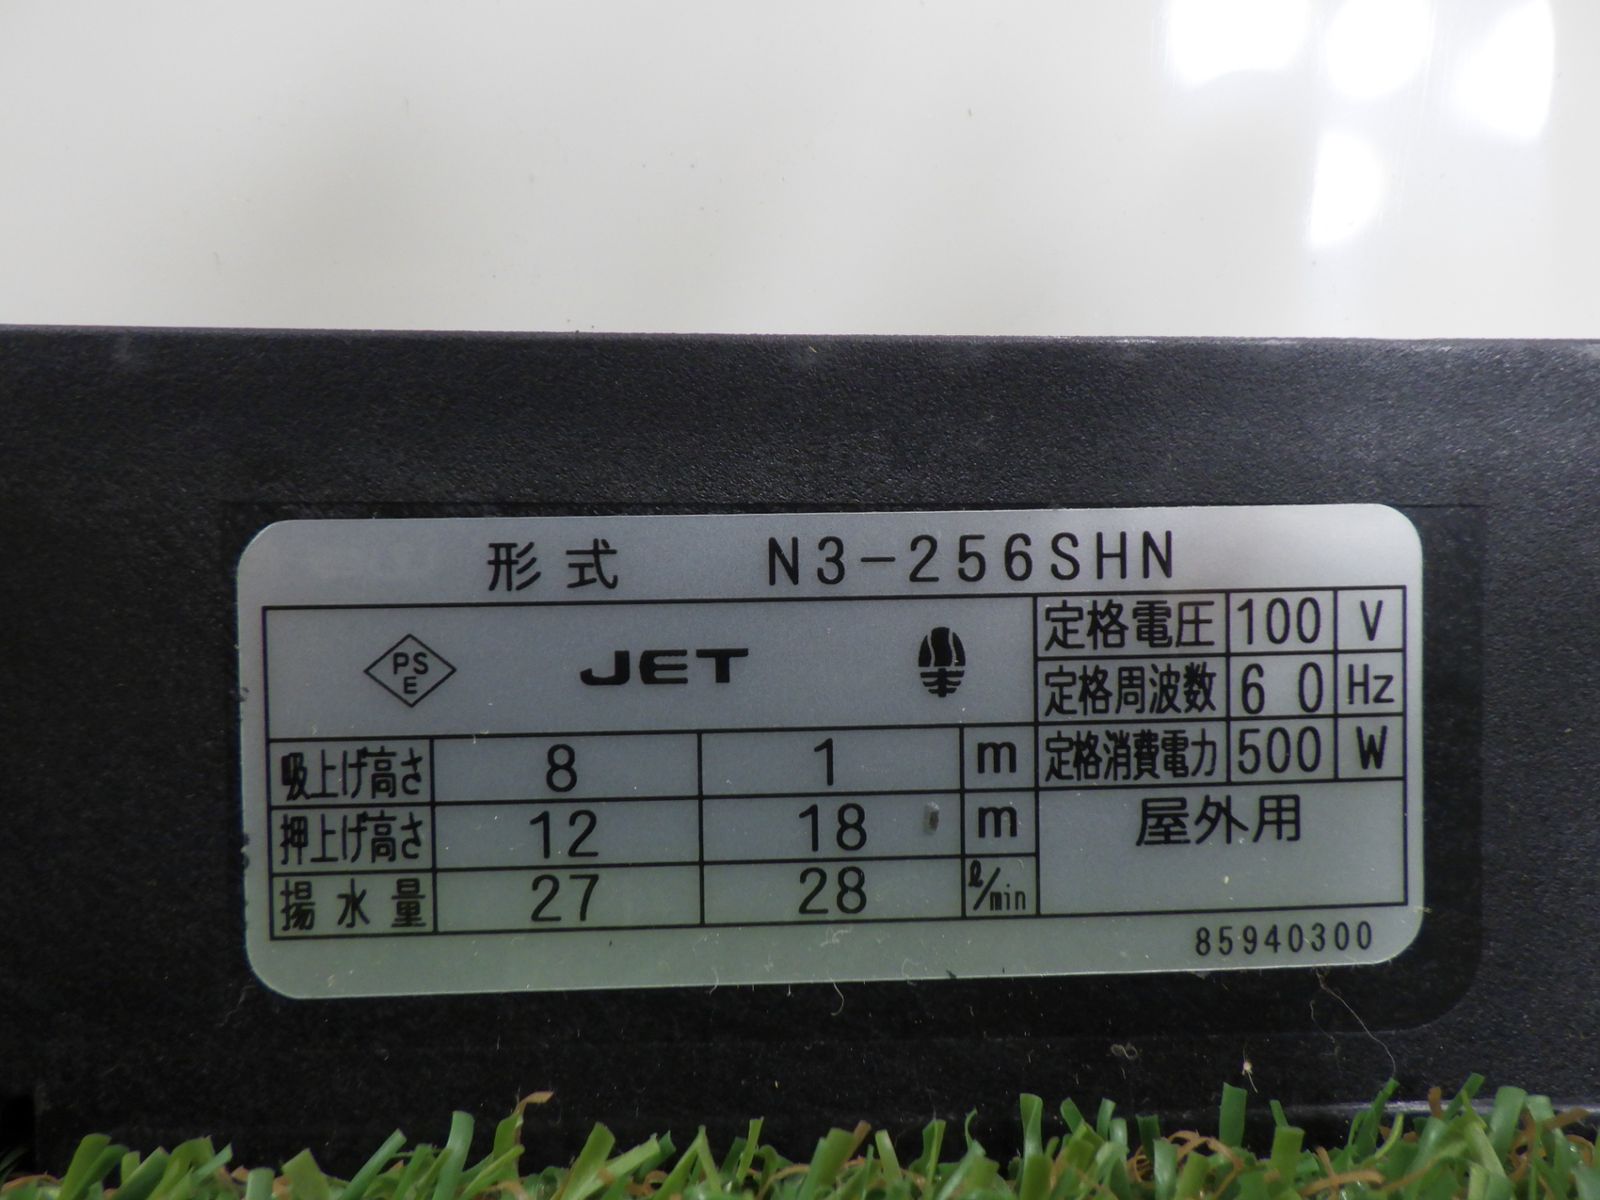 形式 N3-256SHN
PS
E
JET
定格電圧 100 V
定格周波数 60 Hz
定格消費電力 500 W
吸上げ高さ 8 1 m
押上げ高さ 12 18 m
揚水量 27 28 ℓ/min
屋外用
85940300